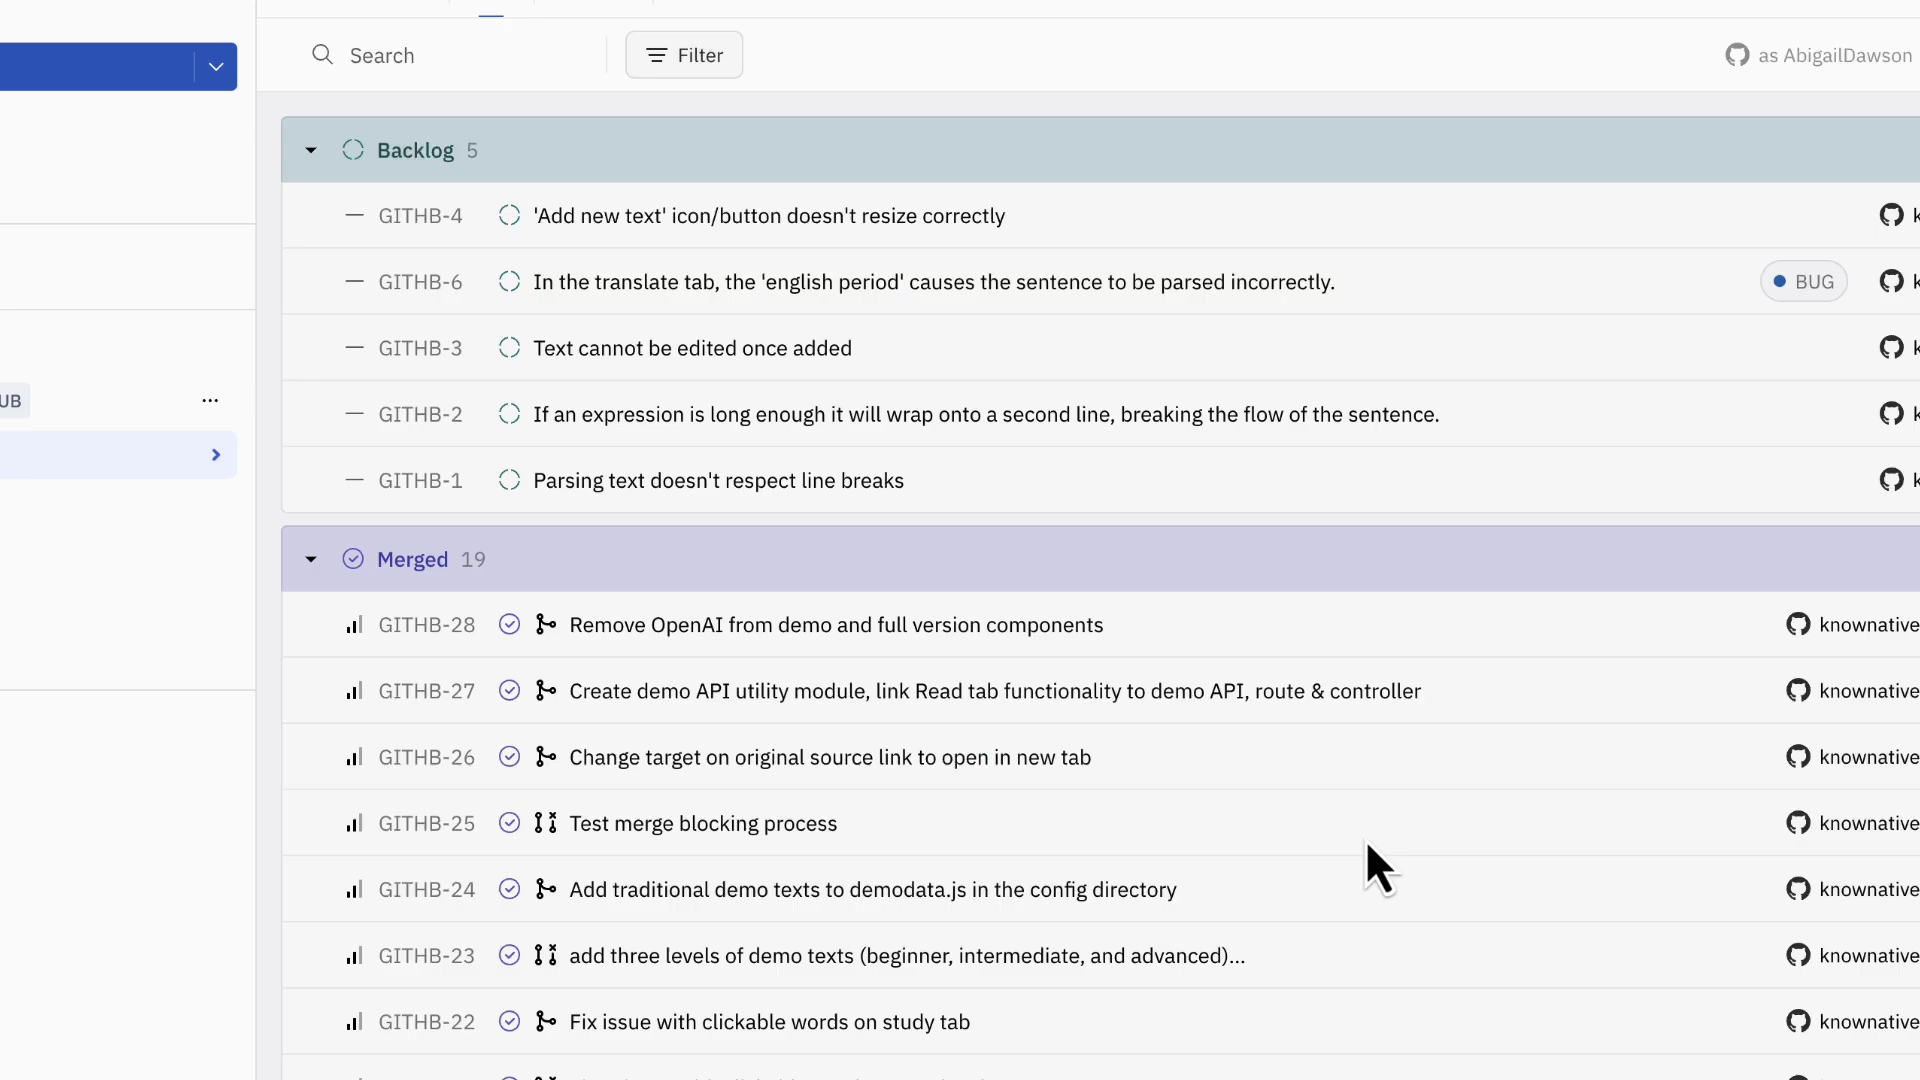 Search
Filter
as AbigailDawson
Backlog 5
GITHB-4 'Add new text' icon/button doesn't resize correctly
GITHB-6 In the translate tab, the 'english period' causes the sentence to be parsed incorrectly. BUG
UB
GITHB-3 Text cannot be edited once added
GITHB-2 If an expression is long enough it will wrap onto a second line, breaking the flow of the sentence.
GITHB-1 Parsing text doesn't respect line breaks
Merged 19
GITHB-28 Remove OpenAI from demo and full version components knownative
GITHB-27 Create demo API utility module, link Read tab functionality to demo API, route & controller knownative
GITHB-26 Change target on original source link to open in new tab knownative
GITHB-25 Test merge blocking process knownative
GITHB-24 Add traditional demo texts to demodata.js in the config directory knownative
GITHB-23 add three levels of demo texts (beginner, intermediate, and advanced)... knownative
GITHB-22 Fix issue with clickable words on study tab knownative